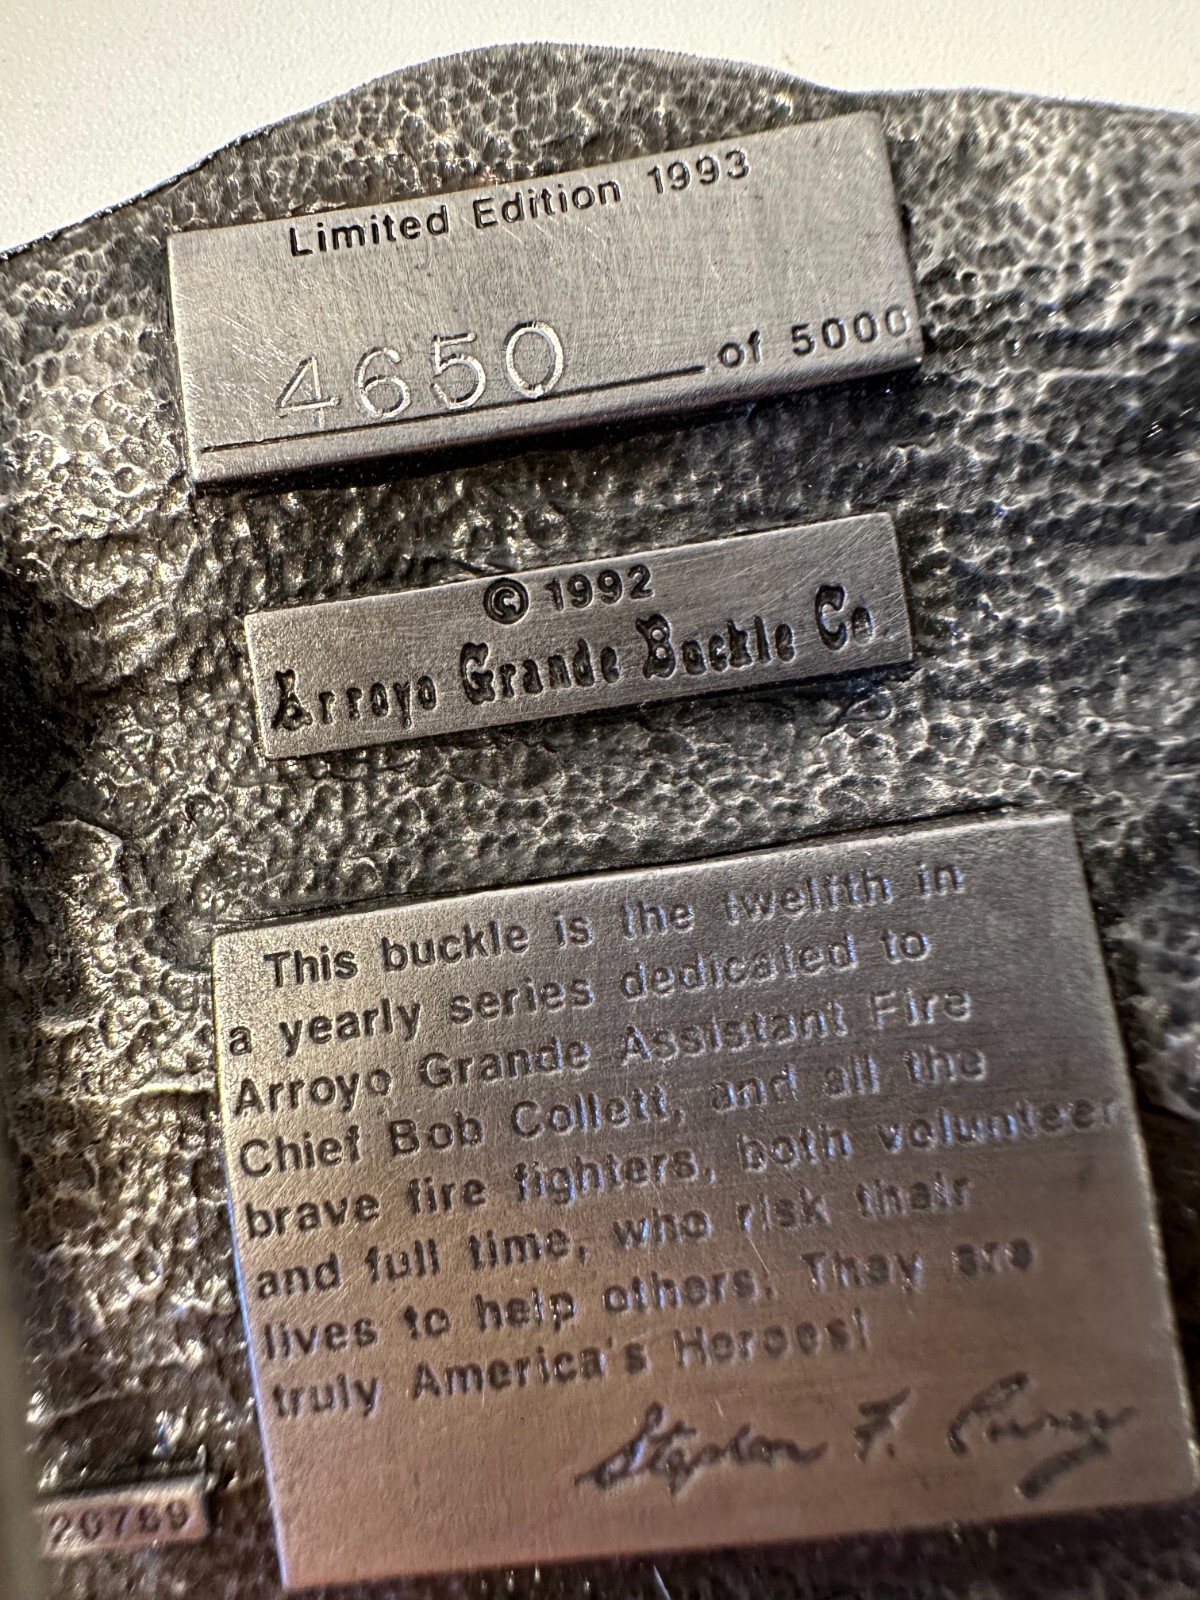 Limited Edition 1993
4650 of 5000
© 1992
Arroyo Grande Buckle Co.
This buckle is the twelfth in
a yearly series dedicated to
Arroyo Grande Assistant Fire
Chief Bob Collett, and all the
brave fire fighters, both volunteer
and full time, who risk their
lives to help others. They are
truly America's Heroes!
Stephen F.
20789